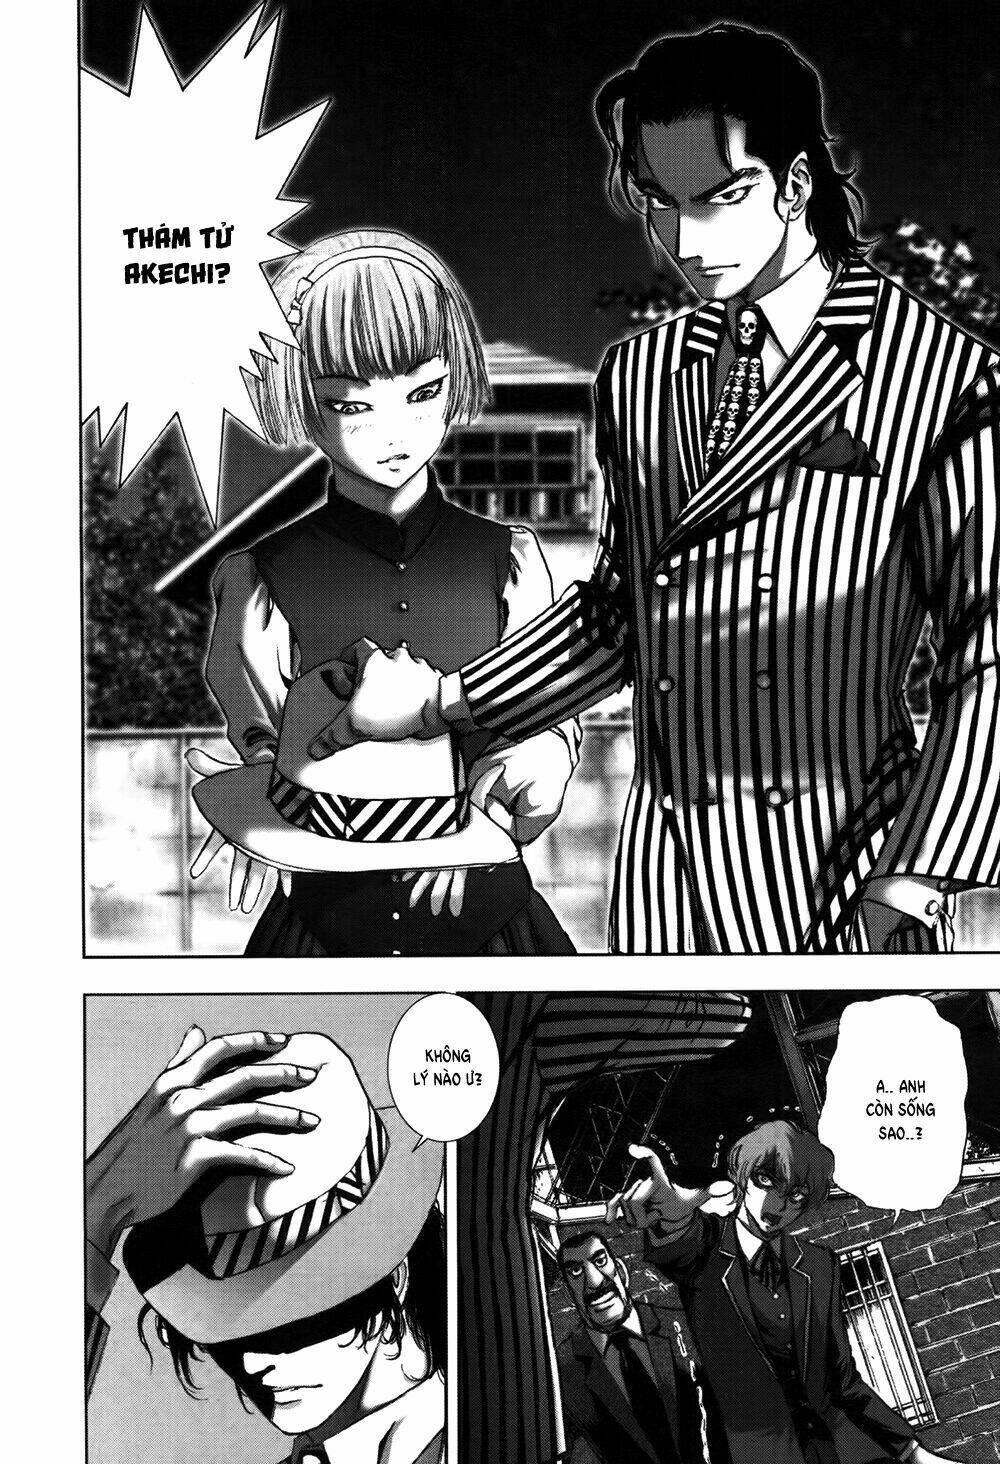 THÁM TỬ
AKECHI?
A.. ANH
CÒN SỐNG
SAO..?
KHÔNG
LÝ NÀO Ư?